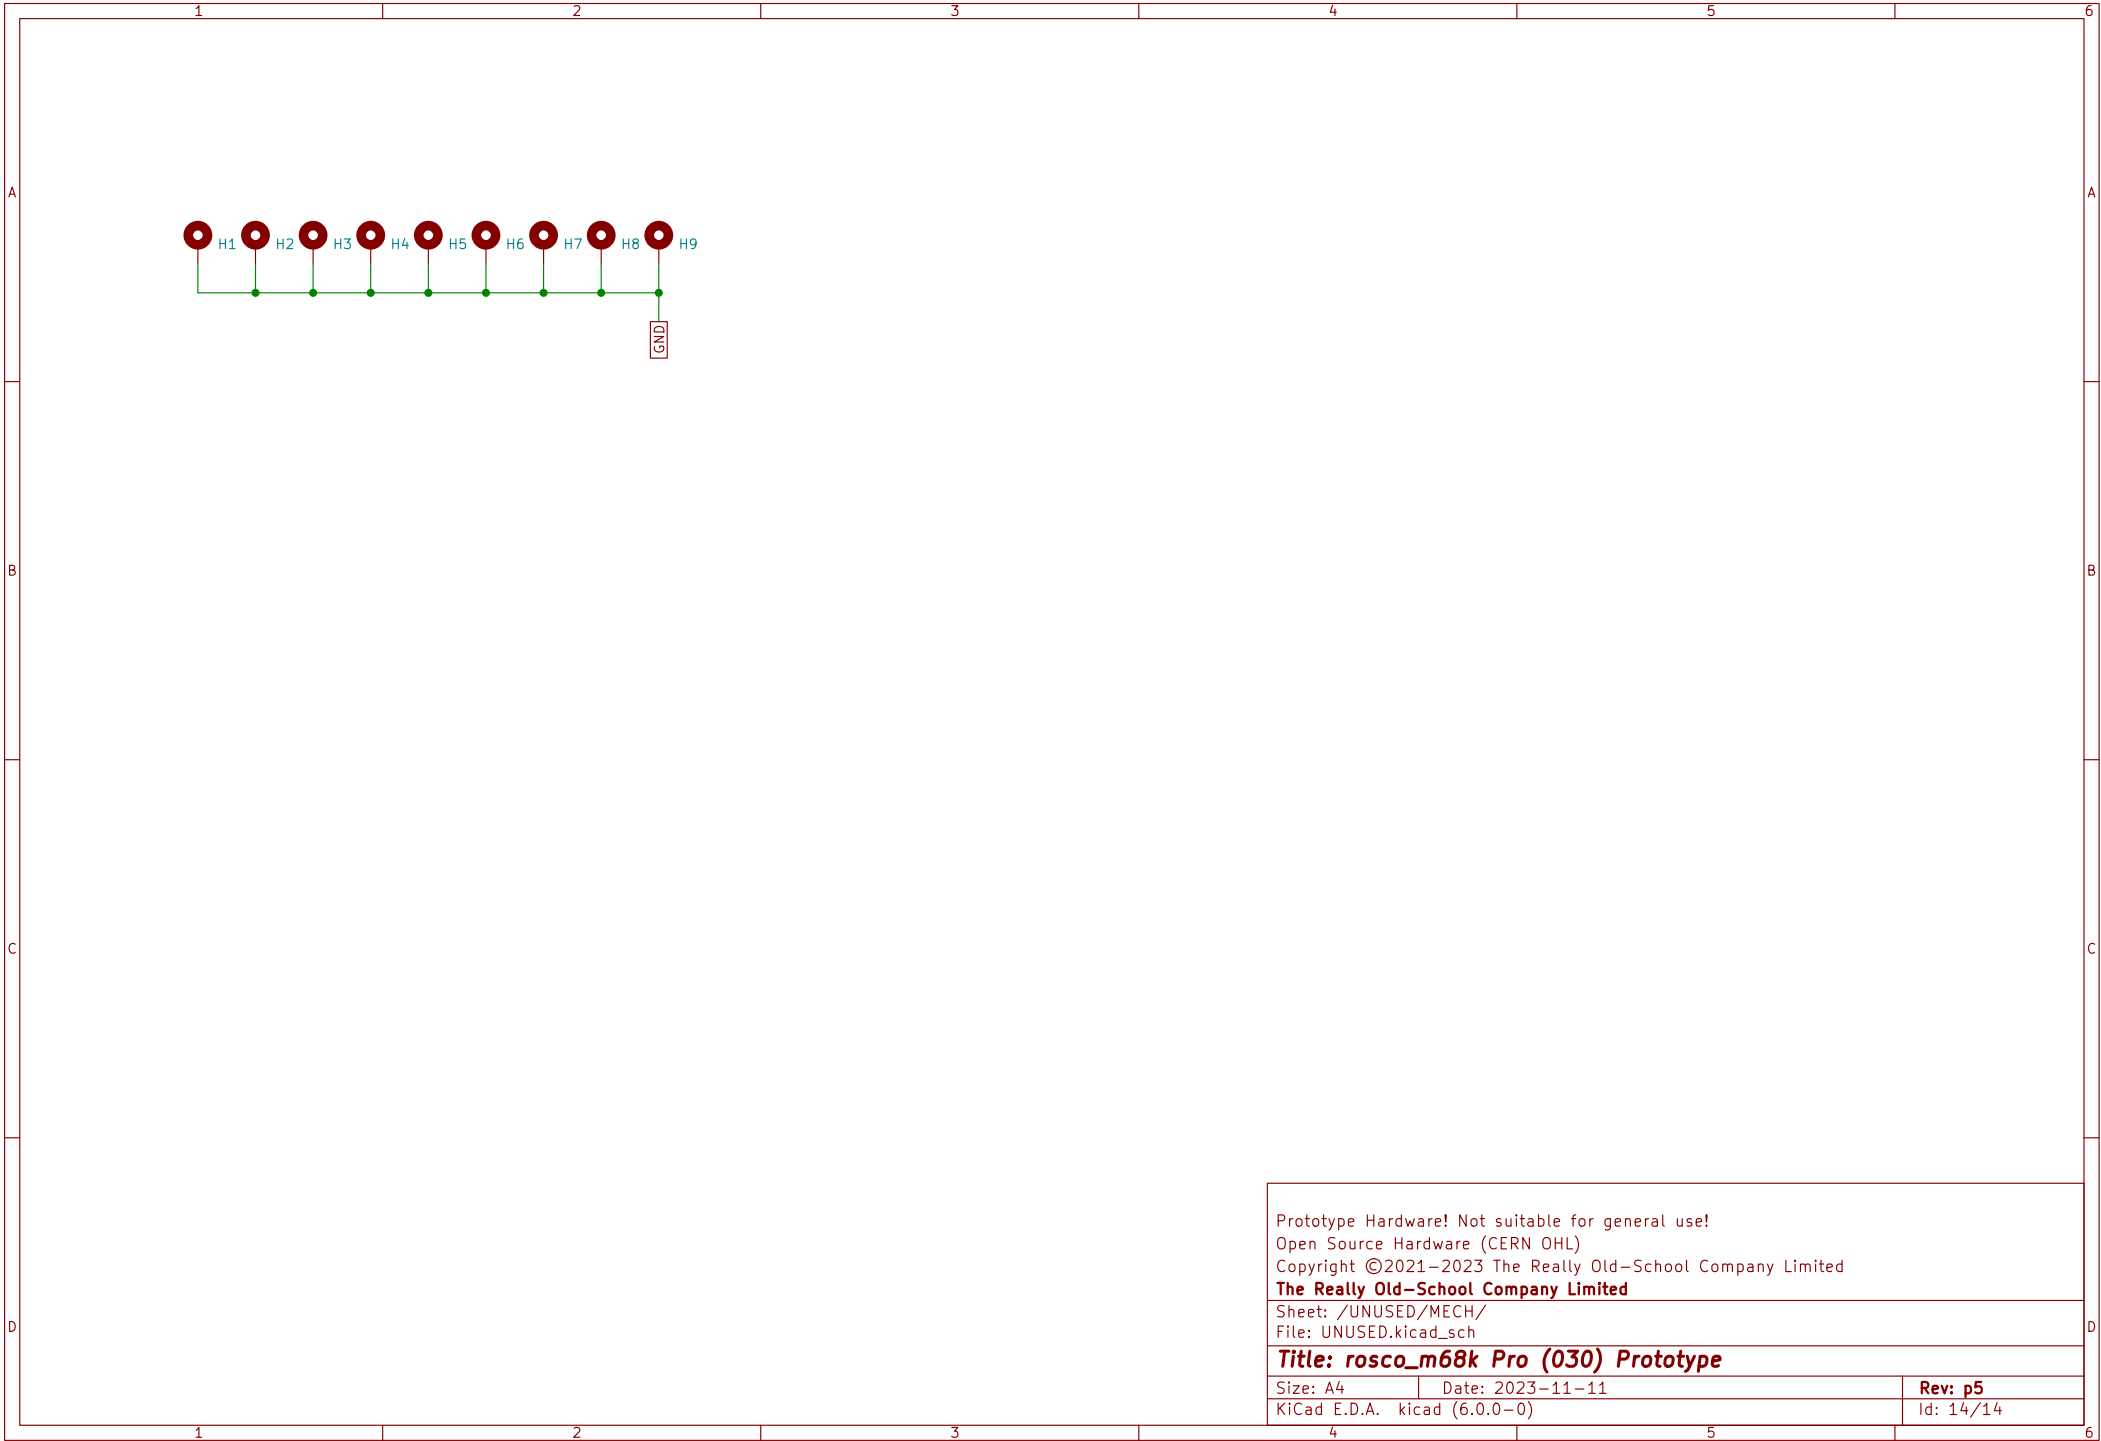 1 2 3 4 5 6
A A
H1 H2 H3 H4 H5 H6 H7 H8 H9
GND
B B
C C
Prototype Hardware! Not suitable for general use!
Open Source Hardware (CERN OHL)
Copyright ©2021-2023 The Really Old-School Company Limited
The Really Old-School Company Limited
Sheet: /UNUSED/MECH/
D D
File: UNUSED.kicad_sch
Title: rosco_m68k Pro (030) Prototype
Size: A4 Date: 2023-11-11 Rev: p5
KiCad E.D.A. kicad (6.0.0-0) Id: 14/14
1 2 3 4 5 6